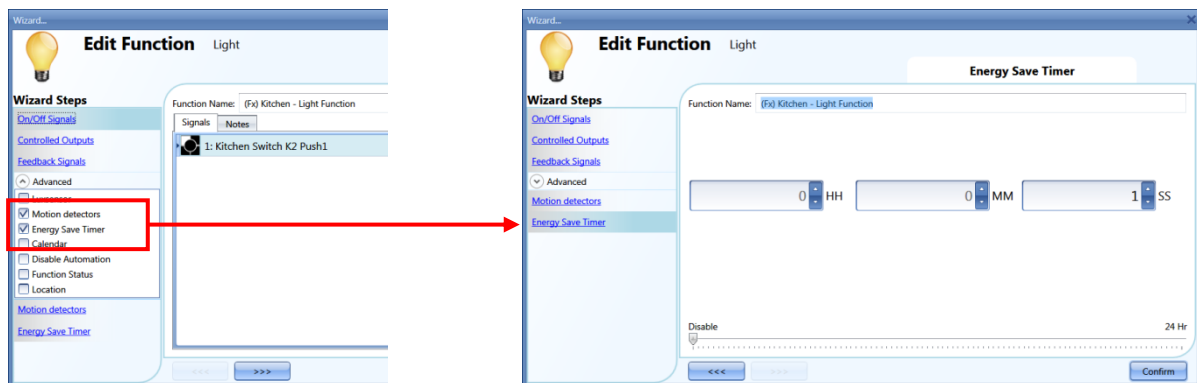 Wizard...
Edit Function Light
Wizard Steps
On/Off Signals
Controlled Outputs
Feedback Signals
Advanced
Luxsensor
Motion detectors
Energy Save Timer
Calendar
Disable Automation
Function Status
Location
Motion detectors
Energy Save Timer
Function Name: (Fx) Kitchen - Light Function
Signals Notes
1: Kitchen Switch K2 Push1
<<< >>>
Wizard...
Edit Function Light
Energy Save Timer
Wizard Steps
On/Off Signals
Controlled Outputs
Feedback Signals
Advanced
Motion detectors
Energy Save Timer
Function Name: (Fx) Kitchen - Light Function
0 HH 0 MM 1 SS
Disable 24 Hr
<<< >>> Confirm